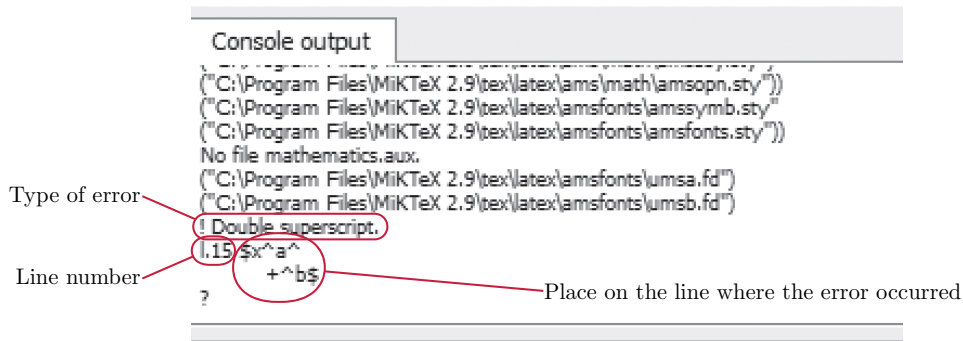 Console output
("C:\Program Files\MiKTeX 2.9\tex\latex\ams\math\amsopn.sty"))
("C:\Program Files\MiKTeX 2.9\tex\latex\amsfonts\amssymb.sty"
("C:\Program Files\MiKTeX 2.9\tex\latex\amsfonts\amsfonts.sty"))
No file mathematics.aux.
("C:\Program Files\MiKTeX 2.9\tex\latex\amsfonts\umsa.fd")
Type of error
("C:\Program Files\MiKTeX 2.9\tex\latex\amsfonts\umsb.fd")
! Double superscript.
l.15 $x^a^
+^b$
Line number
?
Place on the line where the error occurred